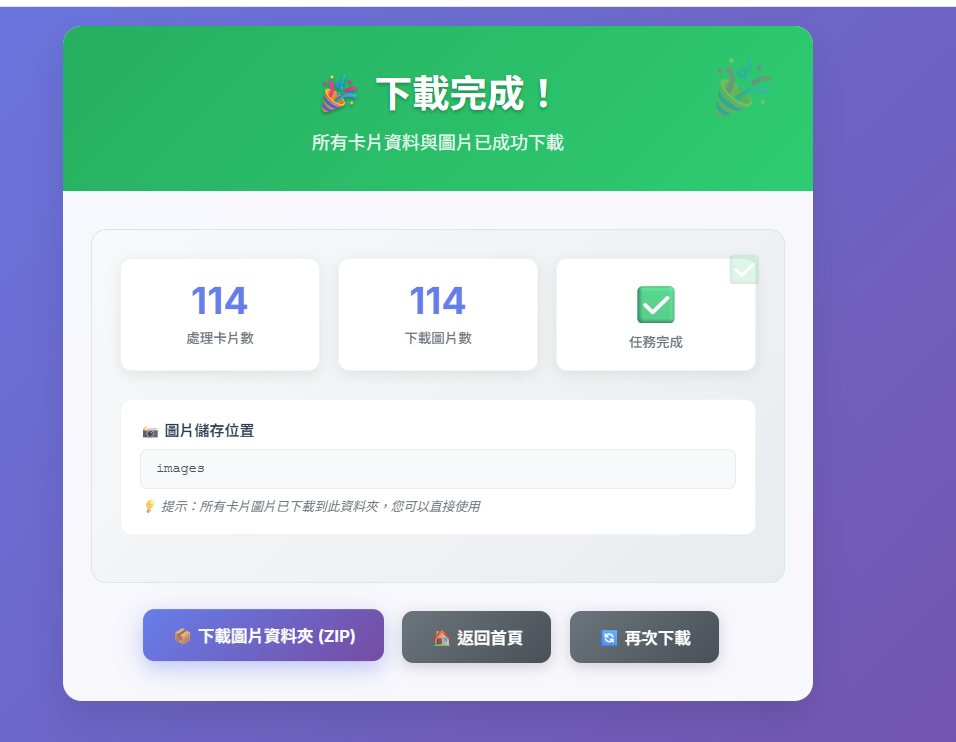 🎉 下載完成！
所有卡片資料與圖片已成功下載
114
處理卡片數
114
下載圖片數
任務完成
📷 圖片儲存位置
images
💡 提示：所有卡片圖片已下載到此資料夾，您可以直接使用
📦 下載圖片資料夾 (ZIP)
🏠 返回首頁
🔄 再次下載